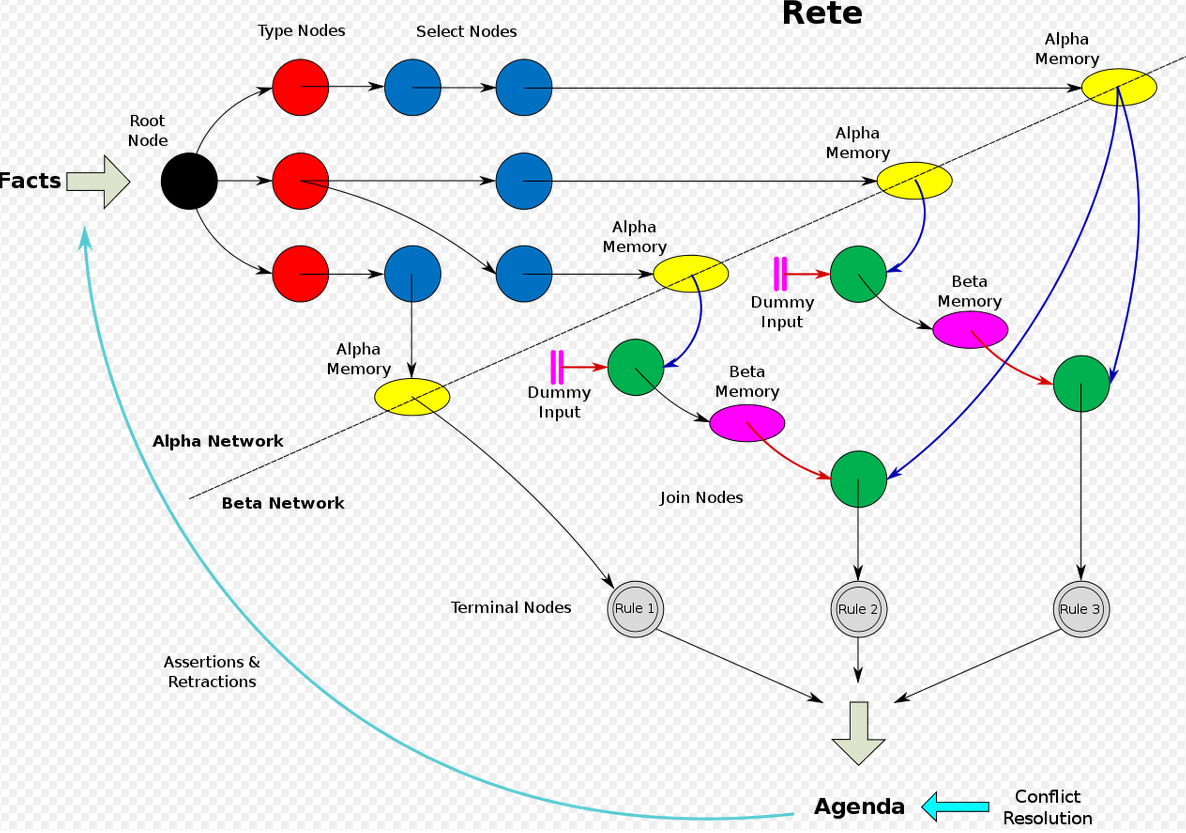 Rete
Type Nodes
Select Nodes
Alpha
Memory
Root
Node
Alpha
Memory
Facts
Alpha
Memory
Beta
Memory
Dummy
Input
Alpha
Memory
Beta
Memory
Dummy
Input
Alpha Network
Beta Network
Join Nodes
Terminal Nodes
Rule 1
Rule 2
Rule 3
Assertions &
Retractions
Agenda
Conflict
Resolution